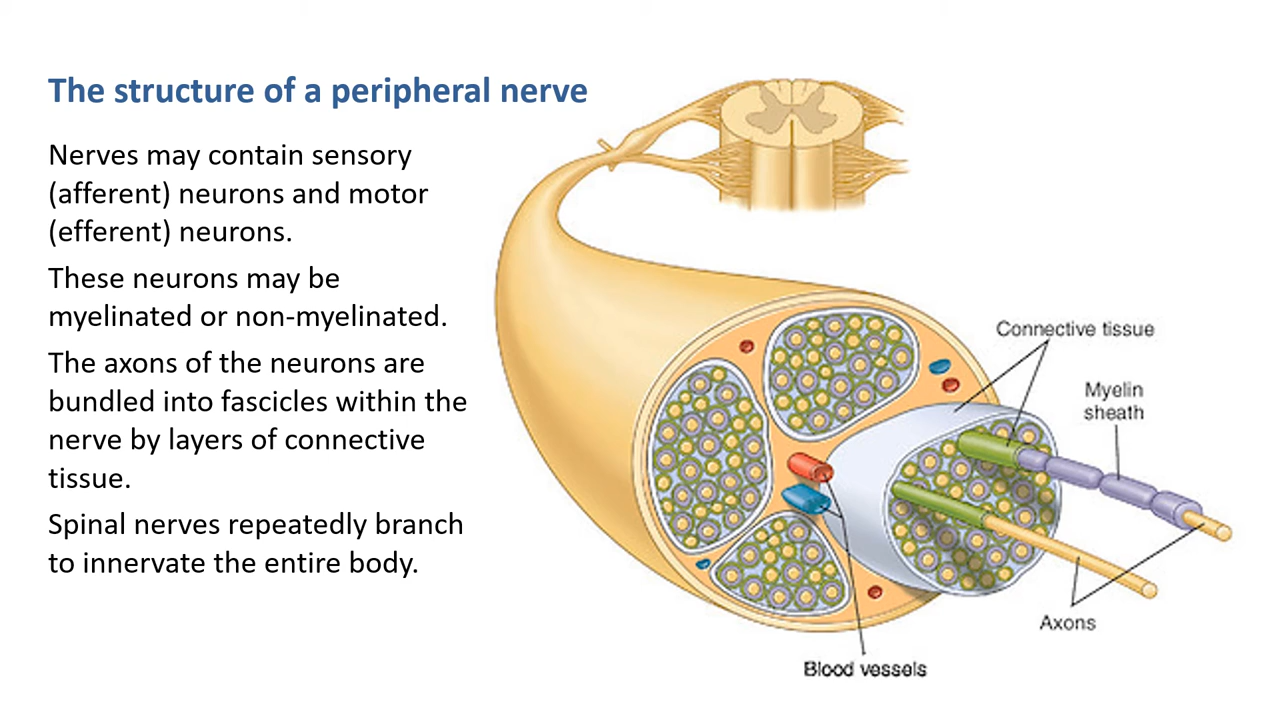 The structure of a peripheral nerve
Nerves may contain sensory
(afferent) neurons and motor
(efferent) neurons.
These neurons may be
myelinated or non-myelinated.
The axons of the neurons are
bundled into fascicles within the
nerve by layers of connective
tissue.
Spinal nerves repeatedly branch
to innervate the entire body.
Connective tissue
Myelin
sheath
Axons
Blood vessels